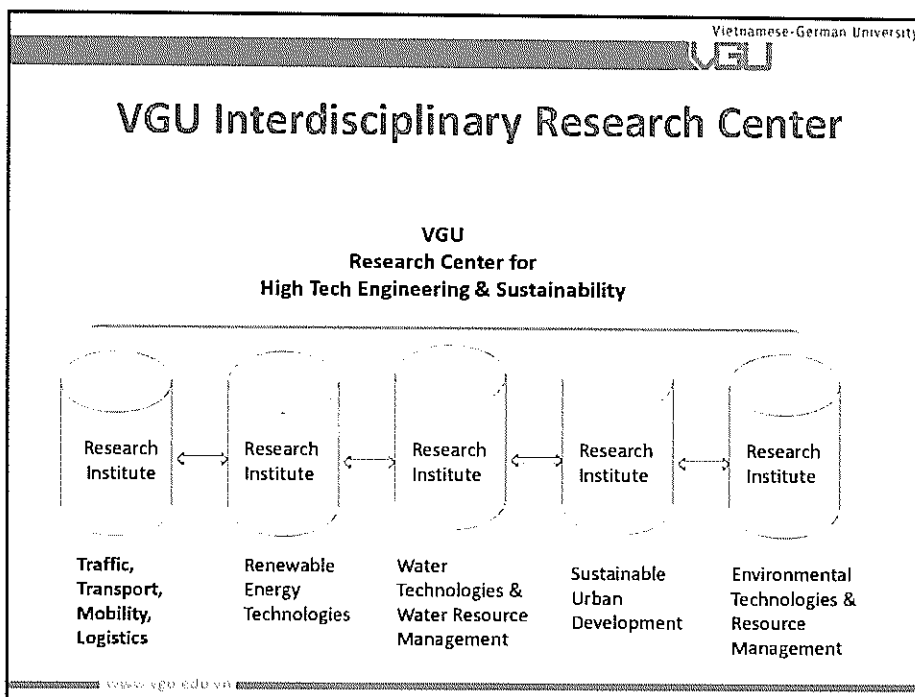 Vietnamese-German University
VGU
VGU Interdisciplinary Research Center
VGU
Research Center for
High Tech Engineering & Sustainability
Research
Institute
Research
Institute
Research
Institute
Research
Institute
Research
Institute
Traffic,
Transport,
Mobility,
Logistics
Renewable
Energy
Technologies
Water
Technologies &
Water Resource
Management
Sustainable
Urban
Development
Environmental
Technologies &
Resource
Management
www.vgu.edu.vn